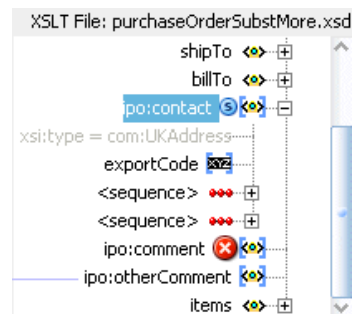 XSLT File: purchaseOrderSubstMore.xsd
shipTo
billTo
ipo:contact S
xsi:type = com:UKAddress
exportCode XYZ
<sequence>
<sequence>
ipo:comment
ipo:otherComment
items